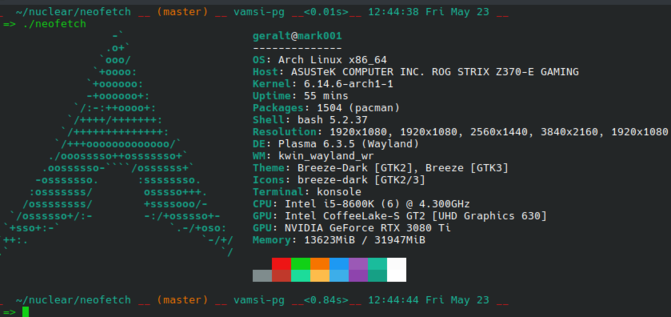 _ ~/nuclear/neofetch __ (master) __ vamsi-pg __<0.01s>__ 12:44:38 Fri May 23 __
=> ./neofetch
-`
.o+`
`ooo/
`+oooo:
`+oooooo:
-+oooooo+:
`/:-:++oooo+:
`/++++/+++++++:
`/++++++++++++++:
`/+++ooooooooooooo/`
./ooosssso++osssssso+`
.oossssso-````/ossssss+`
-osssssso.      :ssssssso.
:osssssss/        osssso+++.
/ossssssss/        +ssssooo/-
`/ossssso+/:-        -:/+osssso+-
`+sso+:-`                 `.-/+oso:
++:.                           `-/+/
.`                                 `/
geralt@mark001
--------------
OS: Arch Linux x86_64
Host: ASUSTeK COMPUTER INC. ROG STRIX Z370-E GAMING
Kernel: 6.14.6-arch1-1
Uptime: 55 mins
Packages: 1504 (pacman)
Shell: bash 5.2.37
Resolution: 1920x1080, 1920x1080, 2560x1440, 3840x2160, 1920x1080
DE: Plasma 6.3.5 (Wayland)
WM: kwin_wayland_wr
Theme: Breeze-Dark [GTK2], Breeze [GTK3]
Icons: breeze-dark [GTK2/3]
Terminal: konsole
CPU: Intel i5-8600K (6) @ 4.300GHz
GPU: Intel CoffeeLake-S GT2 [UHD Graphics 630]
GPU: NVIDIA GeForce RTX 3080 Ti
Memory: 13623MiB / 31947MiB
_ ~/nuclear/neofetch __ (master) __ vamsi-pg __<0.84s>__ 12:44:44 Fri May 23 __
=>